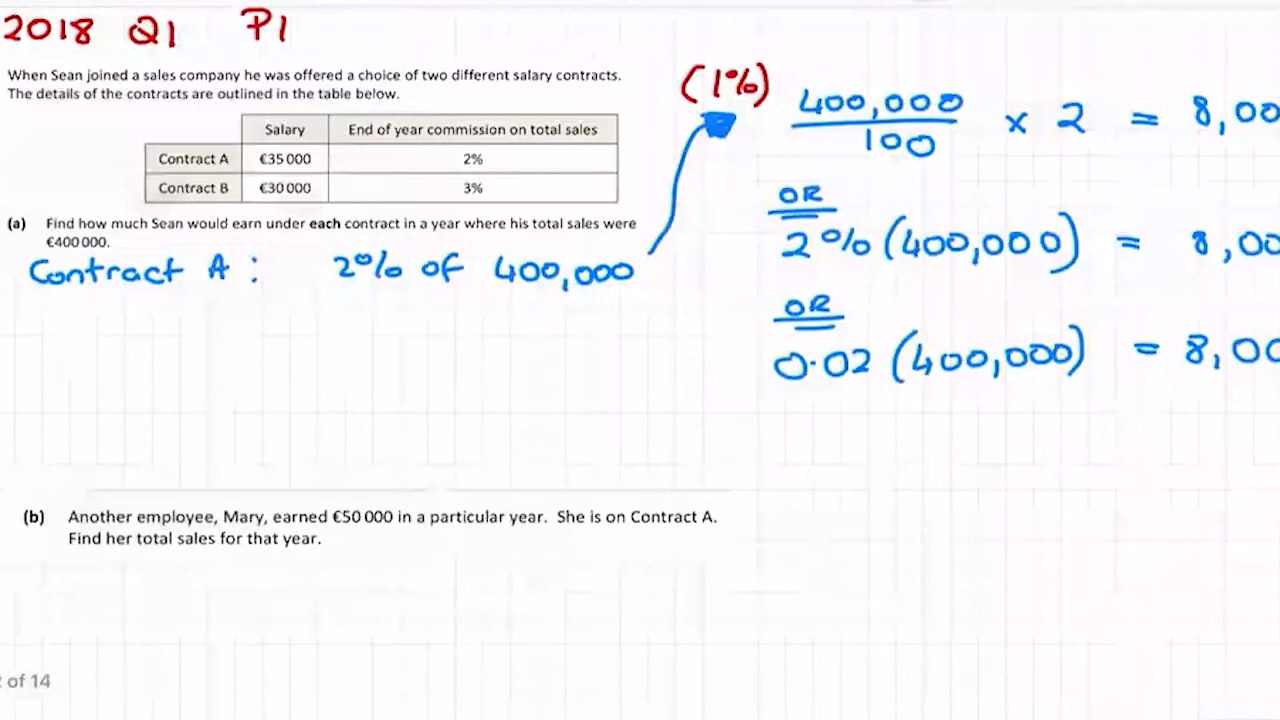 2018 Q1 P1
When Sean joined a sales company he was offered a choice of two different salary contracts.
The details of the contracts are outlined in the table below.
Salary End of year commission on total sales
Contract A €35 000 2%
Contract B €30 000 3%
(a) Find how much Sean would earn under each contract in a year where his total sales were
€400 000.
Contract A : 2% of 400,000
(1%)
400,000
100
× 2 = 8,00
OR
2%(400,000) = 8,00
OR
0·02 (400,000) = 8,00
(b) Another employee, Mary, earned €50 000 in a particular year. She is on Contract A.
Find her total sales for that year.
of 14